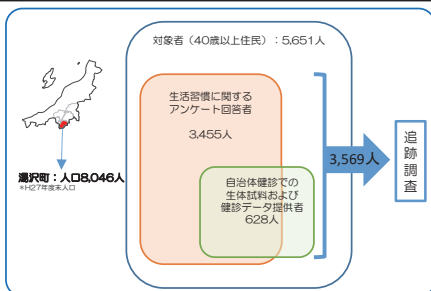 対象者（40歳以上住民）：5,651人
生活習慣に関する
アンケート回答者
3,455人
湯沢町：人口8,046人
*H27年度末人口
自治体健診での
生体試料および
健診データ提供者
628人
3,569人
追跡調査